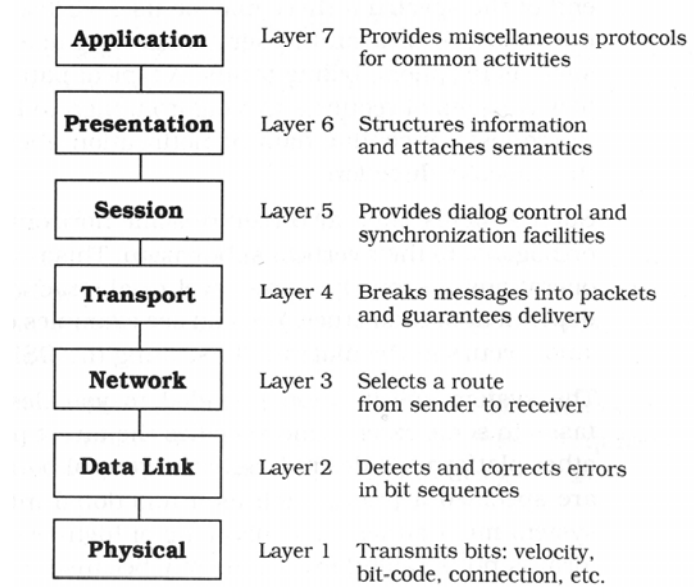 Application Layer 7 Provides miscellaneous protocols
for common activities
Presentation Layer 6 Structures information
and attaches semantics
Session Layer 5 Provides dialog control and
synchronization facilities
Transport Layer 4 Breaks messages into packets
and guarantees delivery
Network Layer 3 Selects a route
from sender to receiver
Data Link Layer 2 Detects and corrects errors
in bit sequences
Physical Layer 1 Transmits bits: velocity,
bit-code, connection, etc.